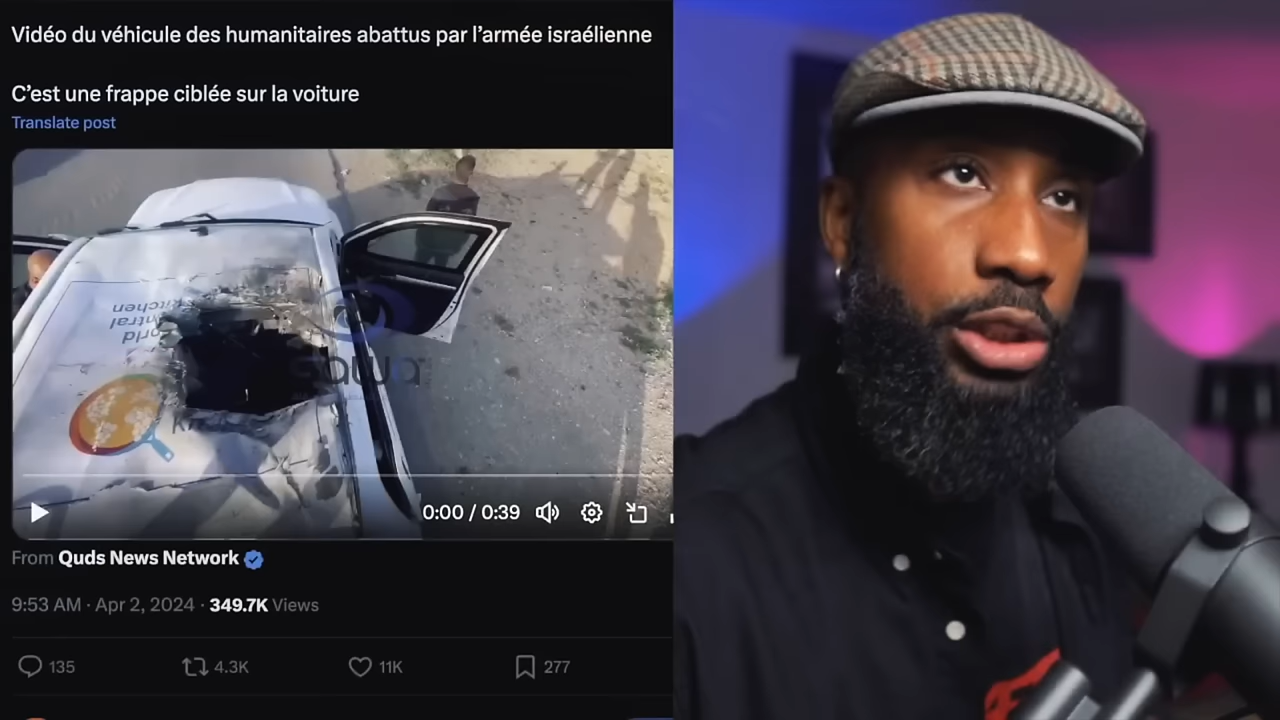 Vidéo du véhicule des humanitaires abattus par l’armée israélienne
C’est une frappe ciblée sur la voiture
Translate post
Kitchen
sawa
0:00 / 0:39
From Quds News Network
9:53 AM · Apr 2, 2024 · 349.7K Views
135 4.3K 11K 277